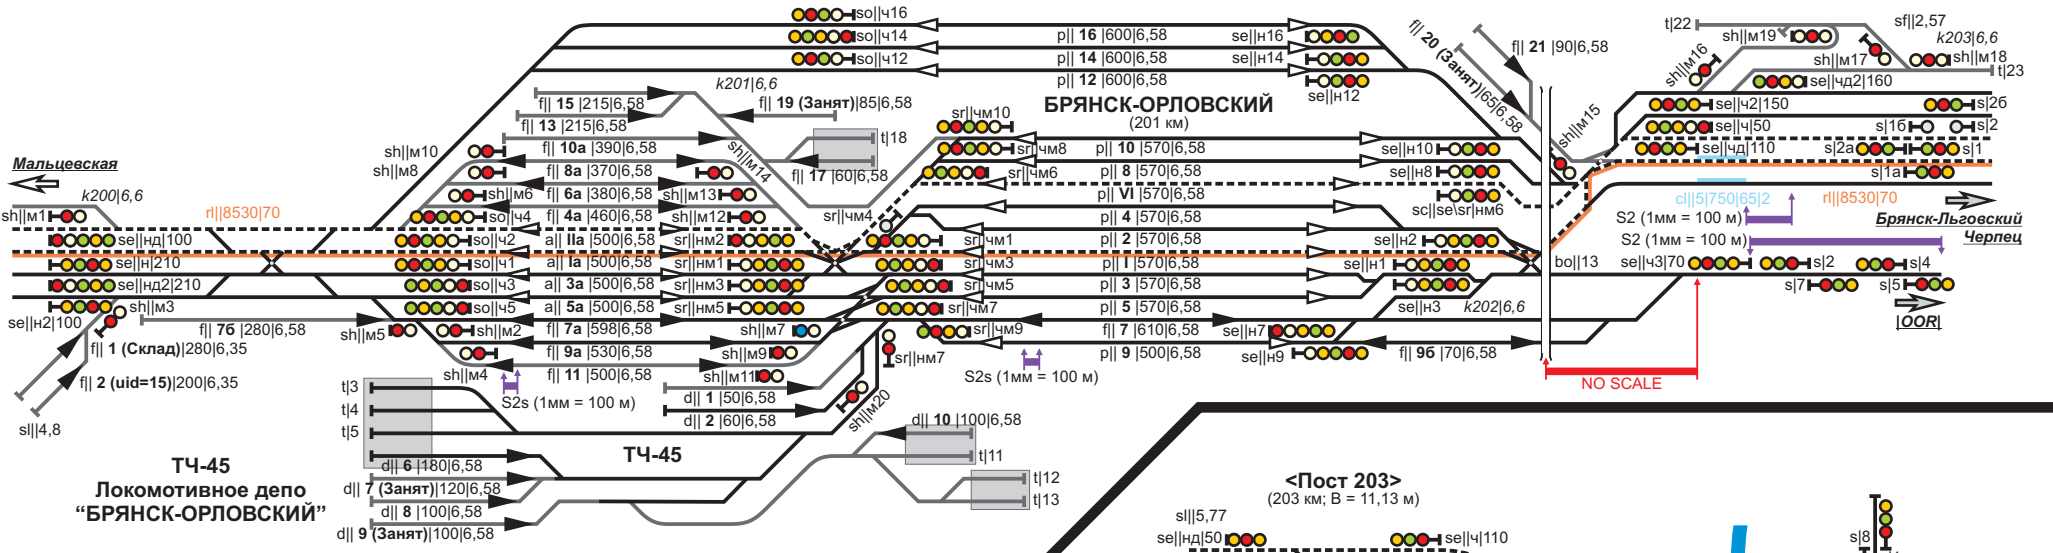 so||ч16
so||ч14
so||ч12
p|| 16 |600|6,58
p|| 14 |600|6,58
p|| 12 |600|6,58
se||н16
se||н14
se||н12
f|| 20 (Занят)|65|6,58
f|| 21 |90|6,58
t|22
sh||м19
sh||м16
sh||м17
sf||2,57
k203|6,6
sh||м18
t|23
k201|6,6
f|| 15 |215|6,58
f|| 19 (Занят)|85|6,58
f|| 13 |215|6,58
БРЯНСК-ОРЛОВСКИЙ
(201 км)
sh||м15
se||чд2|160
se||ч2|150
s|2б
se||ч|50
s|1б
s|2
se||чд|110
s|2а
s|1
s|1а
sh||м10
sh||м8
f|| 10а |390|6,58
f|| 8а |370|6,58
sh||м14
t|18
f|| 17 |60|6,58
sr||чм10
sr||чм8
sr||чм6
p|| 10 |570|6,58
p|| 8 |570|6,58
p|| VI |570|6,58
se||н10
se||н8
sc||se\sr|нм6
Мальцевская
k200|6,6
sh||м1
rl||8530|70
sh||м6
f|| 6а |380|6,58
sh||м13
so||ч4
f|| 4а |460|6,58
sh||м12
sr||чм4
p|| 4 |570|6,58
cl||5|750|65|2
rl||8530|70
S2 (1мм = 100 м)
S2 (1мм = 100 м)
Брянск-Льговский
Черпец
se||нд|100
so||ч2
a|| IIа |500|6,58
sr||нм2
sr||чм1
p|| 2 |570|6,58
se||н2
se||н|210
so||ч1
a|| Iа |500|6,58
sr||нм1
sr||чм3
p|| I |570|6,58
se||н1
bo||13
se||ч3|70
s|2
s|4
se||нд2|210
so||ч3
a|| 3а |500|6,58
sr||нм3
sr||чм5
p|| 3 |570|6,58
s|7
s|5
se||н2|100
sh||м3
so||ч5
a|| 5а |500|6,58
sr||нм5
sr||чм7
p|| 5 |570|6,58
se||н3
k202|6,6
|OOR|
f|| 7б |280|6,58
sh||м5
sh||м2
f|| 7а |598|6,58
sh||м7
sr||чм9
f|| 7 |610|6,58
se||н7
f|| 1 (Склад)|280|6,35
f|| 9а |530|6,58
sh||м9
sr||нм7
p|| 9 |500|6,58
se||н9
f|| 9б |70|6,58
f|| 2 (uid=15)|200|6,35
sh||м4
f|| 11 |500|6,58
sh||м11
S2s (1мм = 100 м)
NO SCALE
sl||4,8
t|3
S2s (1мм = 100 м)
d|| 1 |50|6,58
t|4
d|| 2 |60|6,58
sh||м20
t|5
d|| 10 |100|6,58
ТЧ-45
t|11
ТЧ-45
Локомотивное депо
“БРЯНСК-ОРЛОВСКИЙ”
d|| 6 |180|6,58
d|| 7 (Занят)|120|6,58
d|| 8 |100|6,58
d|| 9 (Занят)|100|6,58
t|12
t|13
<Пост 203>
(203 км; В = 11,13 м)
sl||5,77
se||нд|50
se||ч|110
s|8